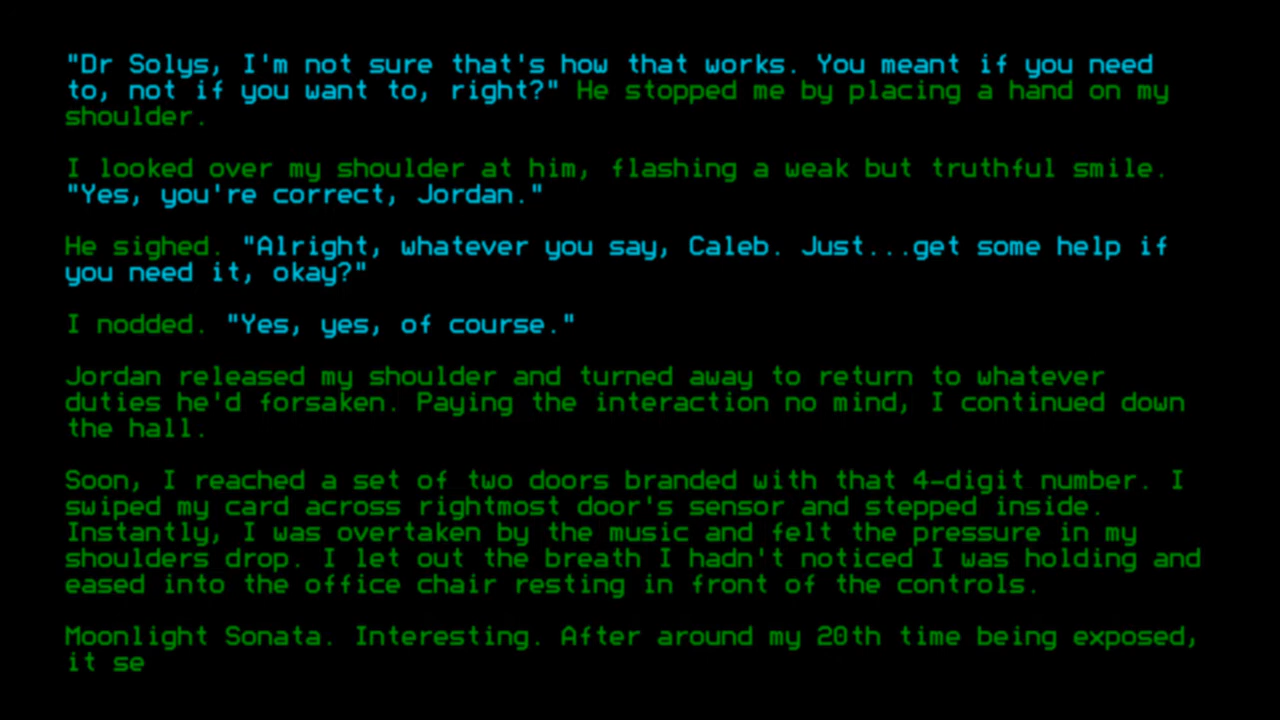 "Dr Solys, I'm not sure that's how that works. You meant if you need
to, not if you want to, right?" He stopped me by placing a hand on my
shoulder.
I looked over my shoulder at him, flashing a weak but truthful smile.
"Yes, you're correct, Jordan."
He sighed. "Alright, whatever you say, Caleb. Just...get some help if
you need it, okay?"
I nodded. "Yes, yes, of course."
Jordan released my shoulder and turned away to return to whatever
duties he'd forsaken. Paying the interaction no mind, I continued down
the hall.
Soon, I reached a set of two doors branded with that 4-digit number. I
swiped my card across rightmost door's sensor and stepped inside.
Instantly, I was overtaken by the music and felt the pressure in my
shoulders drop. I let out the breath I hadn't noticed I was holding and
eased into the office chair resting in front of the controls.
Moonlight Sonata. Interesting. After around my 20th time being exposed,
it se